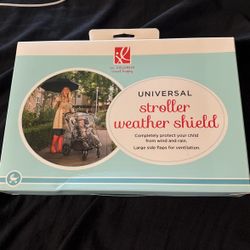 UNIVERSAL
stroller
weather shield
Completely protect your child
from wind and rain.
Large side flaps for ventilation.